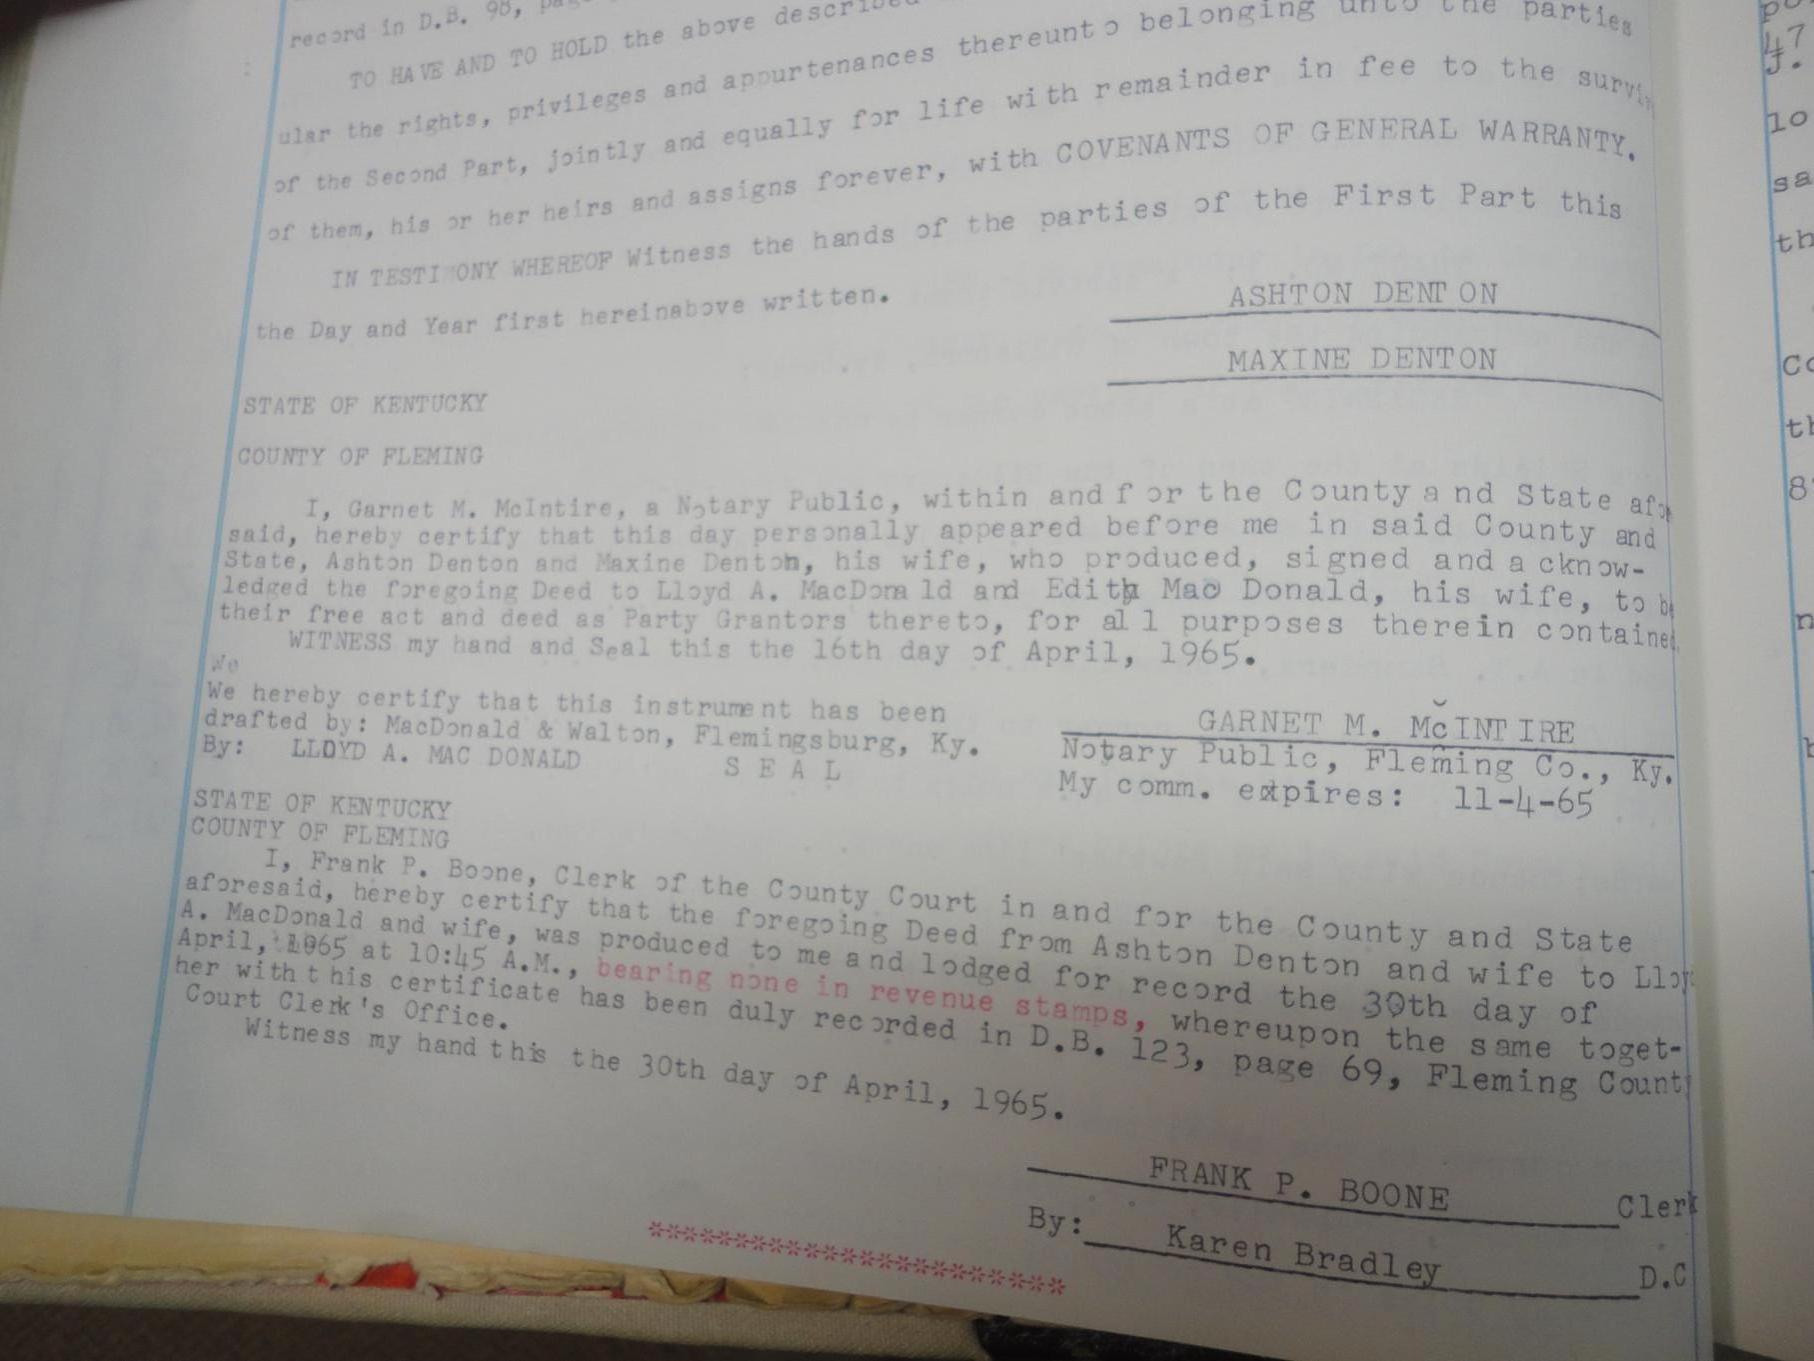 record in D.B. 98,
TO HAVE AND TO HOLD the above described
ular the rights, privileges and appurtenances thereunto belonging unto the parties
of the Second Part, jointly and equally for life with remainder in fee to the
of them, his or her heirs and assigns forever, with COVENANTS OF GENERAL WARRANTY.
IN TESTIMONY WHEREOF Witness the hands of the parties of the First Part this
the Day and Year first hereinabove written.
ASHTON DENTON
MAXINE DENTON
STATE OF KENTUCKY
COUNTY OF FLEMING
I, Garnet M. McIntire, a Notary Public, within and for the County and State afore
said, hereby certify that this day personally appeared before me in said County and
State, Ashton Denton and Maxine Denton, his wife, who produced, signed and acknow-
ledged the foregoing Deed to Lloyd A. MacDonald and Edith Mac Donald, his wife, to be
their free act and deed as Party Grantors thereto, for all purposes therein contained
WITNESS my hand and Seal this the 16th day of April, 1965.
We
We hereby certify that this instrument has been
drafted by: MacDonald & Walton, Flemingsburg, Ky.
By: LLOYD A. MAC DONALD
S E A L
GARNET M. McINTIRE
Notary Public, Fleming Co., Ky.
My comm. expires: 11-4-65
STATE OF KENTUCKY
COUNTY OF FLEMING
I, Frank P. Boone, Clerk of the County Court in and for the County and State
aforesaid, hereby certify that the foregoing Deed from Ashton Denton and wife to Lloyd
A. MacDonald and wife, was produced to me and lodged for record the 30th day of
April, 1965 at 10:45 A.M., bearing none in revenue stamps, whereupon the same toget-
her with this certificate has been duly recorded in D.B. 123, page 69, Fleming County
Court Clerk's Office.
Witness my hand this the 30th day of April, 1965.
FRANK P. BOONE Clerk
By: Karen Bradley D.C
************************
47
J.
lo
sa
th
Co
th
8
n